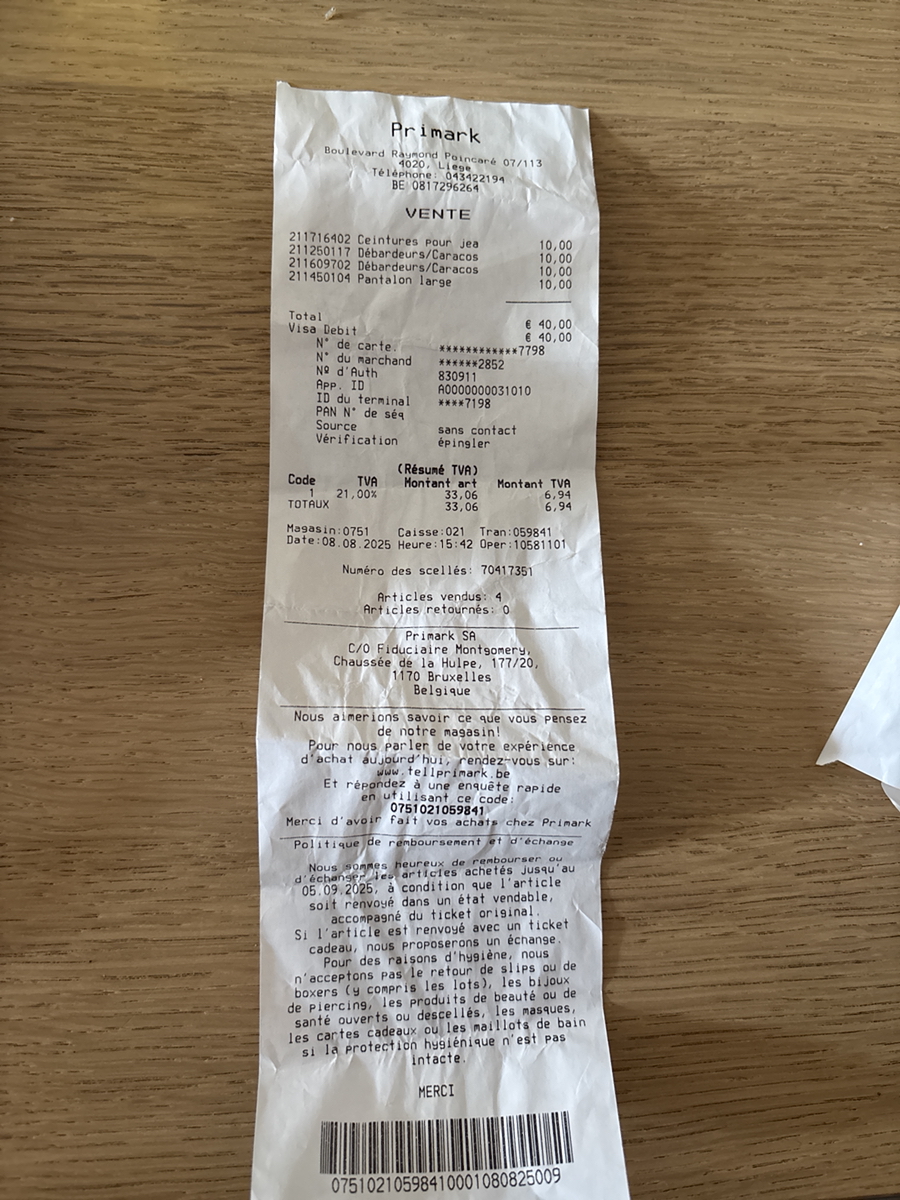 Primark
Boulevard Raymond Poincaré 07/113
4020, Liege
Téléphone: 043422194
BE 0817296264
VENTE
211716402 Ceintures pour jea 10,00
211250117 Débardeurs/Caracos 10,00
211609702 Débardeurs/Caracos 10,00
211450104 Pantalon large 10,00
Total € 40,00
Visa Debit € 40,00
N° de carte. ************7798
N° du marchand ******2852
Nº d'Auth 830911
App. ID A0000000031010
ID du terminal ****7198
PAN N° de séq
Source sans contact
Vérification épingler
(Résumé TVA)
Code TVA Montant art Montant TVA
1 21,00% 33,06 6,94
TOTAUX 33,06 6,94
Magasin:0751 Caisse:021 Tran:059841
Date:08.08.2025 Heure:15:42 Oper:10581101
Numéro des scellés: 70417351
Articles vendus: 4
Articles retournés: 0
Primark SA
C/O Fiduciaire Montgomery,
Chaussée de la Hulpe, 177/20,
1170 Bruxelles
Belgique
Nous aimerions savoir ce que vous pensez
de notre magasin!
Pour nous parler de votre expérience
d'achat aujourd'hui, rendez-vous sur:
www.tellprimark.be
Et répondez à une enquête rapide
en utilisant ce code:
0751021059841
Merci d'avoir fait vos achats chez Primark
Politique de remboursement et d'échange
Nous sommes heureux de rembourser ou
d'échanger les articles achetés jusqu'au
05.09.2025, à condition que l'article
soit renvoyé dans un état vendable,
accompagné du ticket original.
Si l'article est renvoyé avec un ticket
cadeau, nous proposerons un échange.
Pour des raisons d'hygiène, nous
n'acceptons pas le retour de slips ou de
boxers (y compris les lots), les bijoux
de piercing, les produits de beauté ou de
santé ouverts ou descellés, les masques,
les cartes cadeaux ou les maillots de bain
si la protection hygiénique n'est pas
intacte.
MERCI
07510210598410001080825009